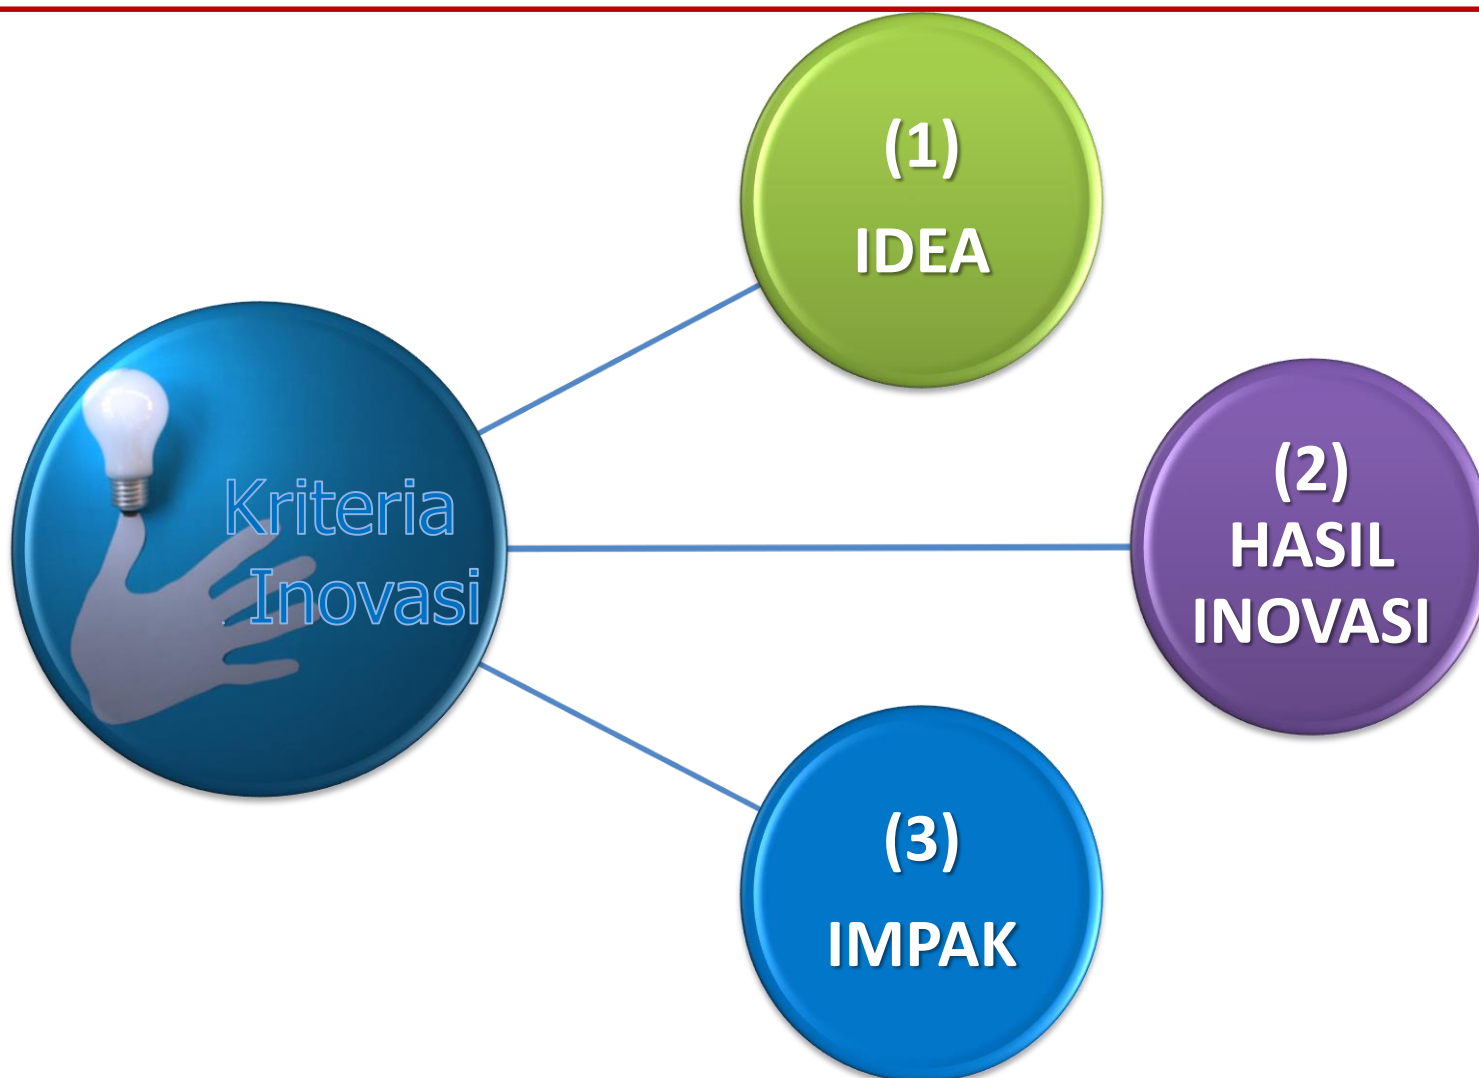 (1)
IDEA
Kriteria
Inovasi
(2)
HASIL
INOVASI
(3)
IMPAK